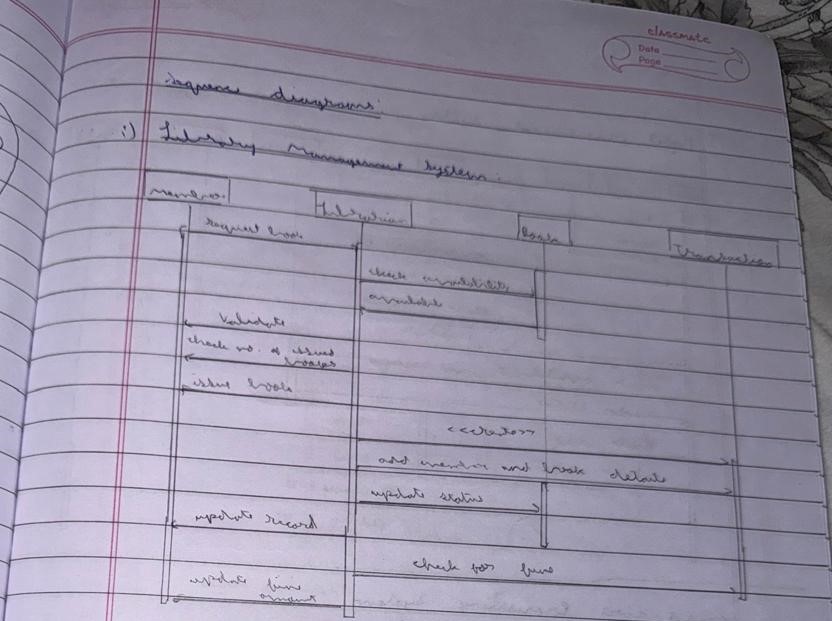 classmate
Date
Page
Sequence diagrams:
i) Library Management System.
Member
Librarian
Book
Transaction
request book
check availability
available
Validate
check no. of issued
books
issue book
<<create>>
add member and book details
update status
update record
check for fine
update fine
amount